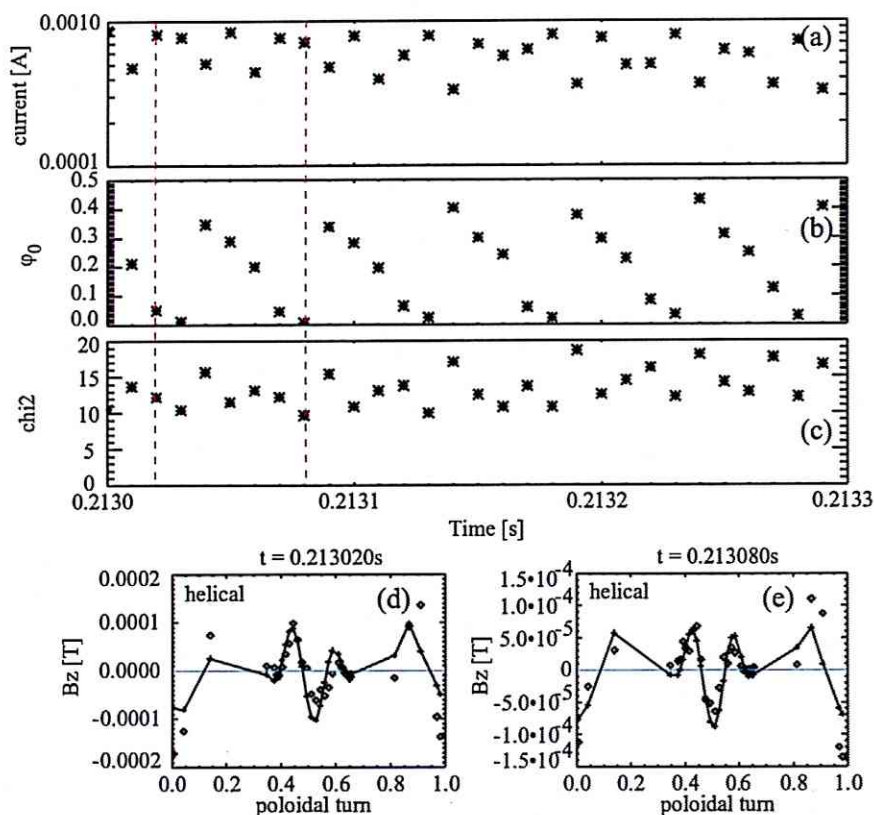 0.0010
(a)
current [A]
0.0001
0.5
0.4
(b)
0.3
φ0
0.2
0.1
0.0
20
15
chi2
10
(c)
5
0
0.2130
0.2131
0.2132
0.2133
Time [s]
t = 0.213020s
t = 0.213080s
0.0002
helical
(d)
0.0001
Bz [T]
0.0000
-0.0001
-0.0002
0.0 0.2 0.4 0.6 0.8 1.0
poloidal turn
1.5•10-4
helical
(e)
1.0•10-4
5.0•10-5
Bz [T]
0
-5.0•10-5
-1.0•10-4
-1.5•10-4
0.0 0.2 0.4 0.6 0.8 1.0
poloidal turn